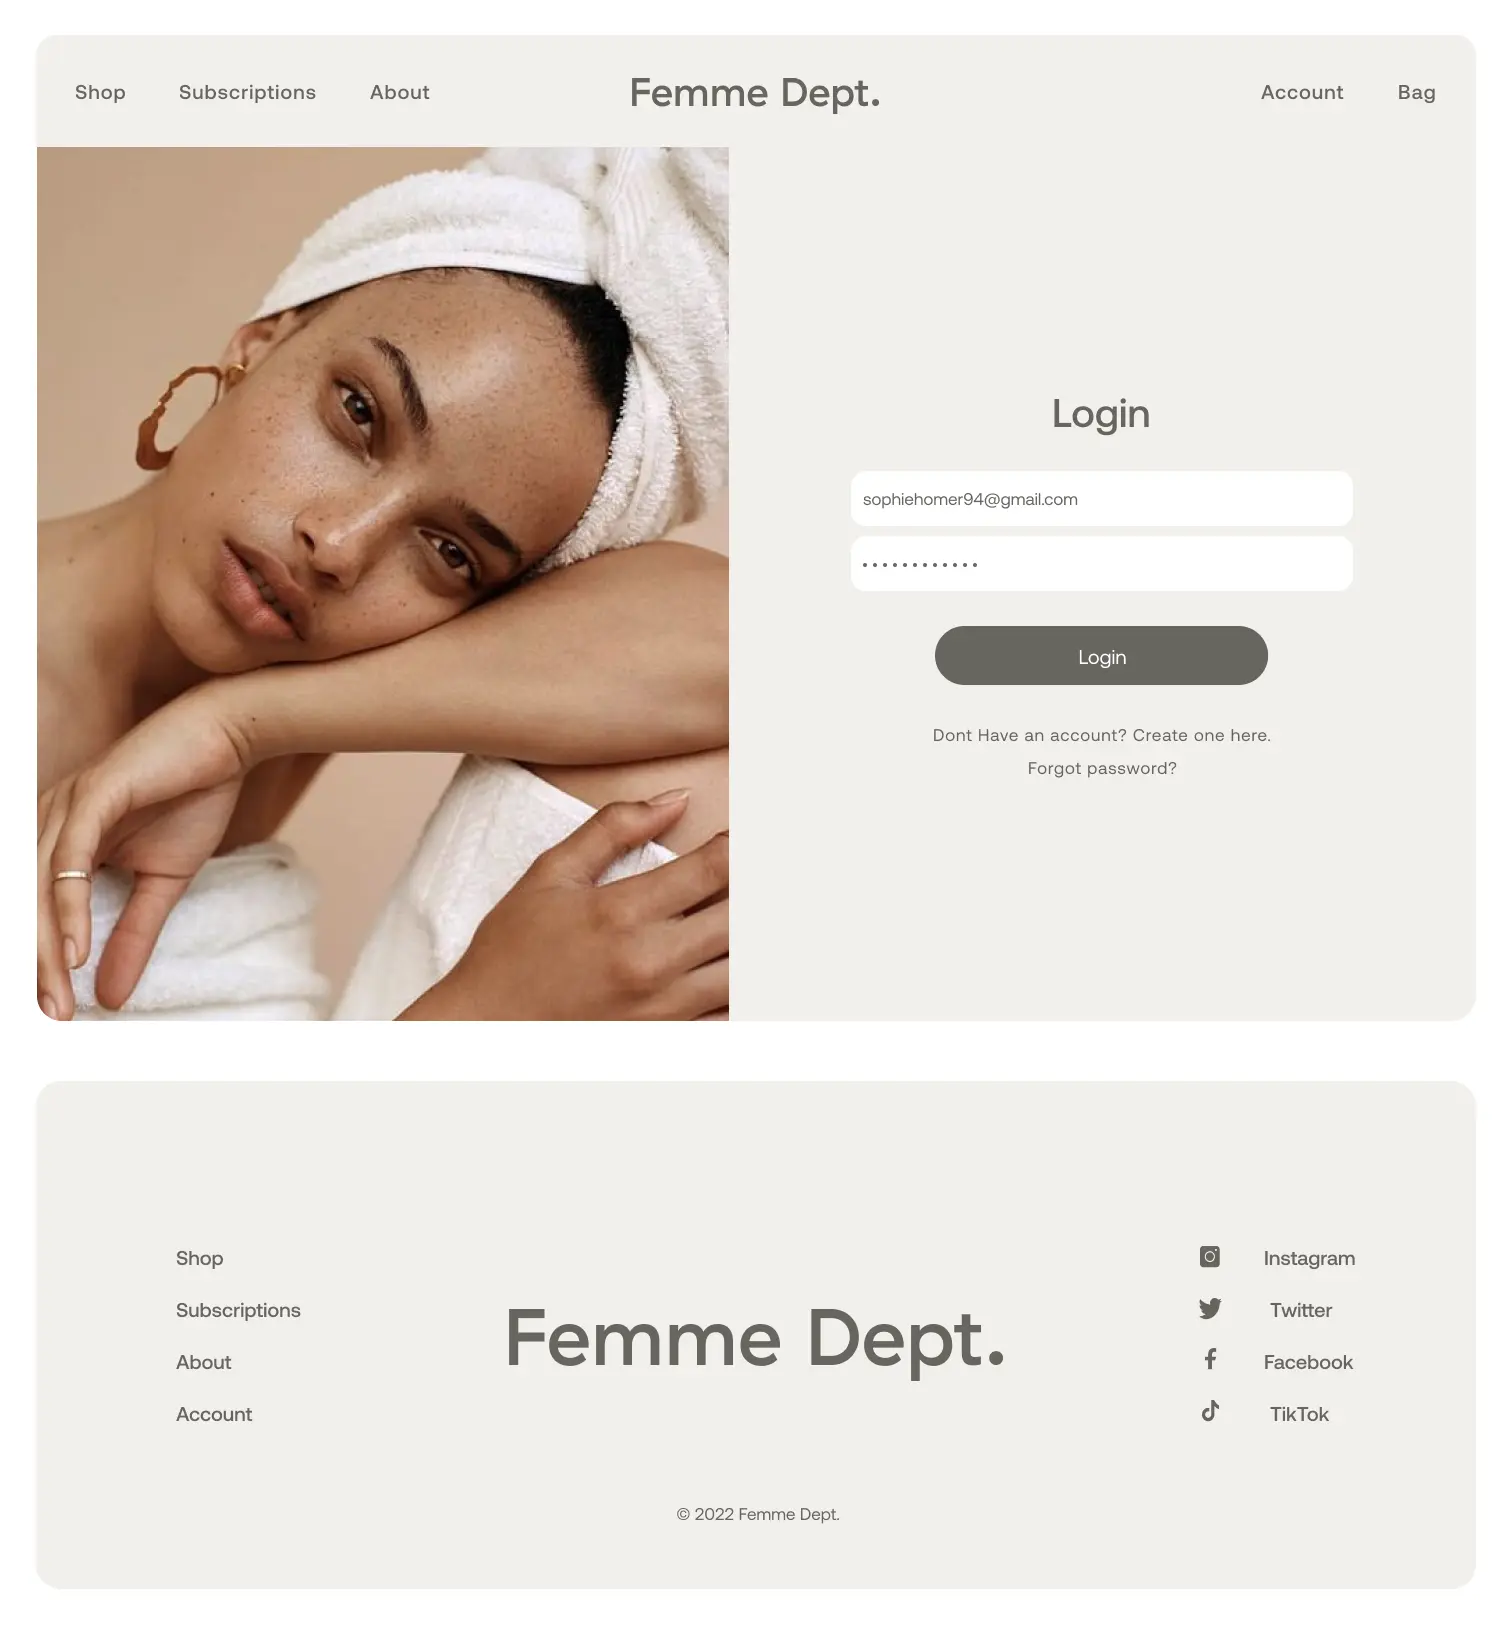 Shop Subscriptions About Femme Dept. Account Bag
Login
sophiehomer94@gmail.com
••••••••••••
Login
Dont Have an account? Create one here.
Forgot password?
Shop
Subscriptions
About
Account
Femme Dept.
Instagram
Twitter
Facebook
TikTok
© 2022 Femme Dept.